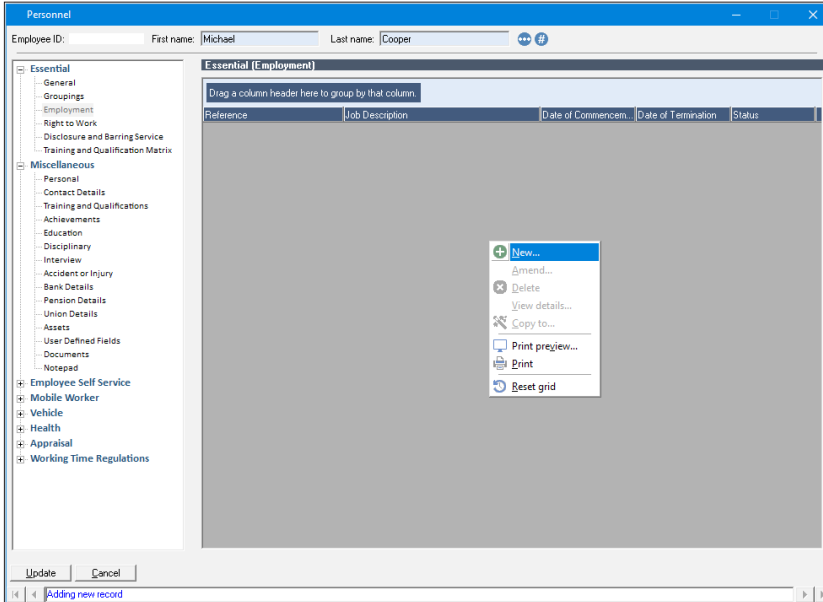 Personnel
Employee ID: First name: Michael Last name: Cooper
Essential
General
Groupings
Employment
Right to Work
Disclosure and Barring Service
Training and Qualification Matrix
Miscellaneous
Personal
Contact Details
Training and Qualifications
Achievements
Education
Disciplinary
Interview
Accident or Injury
Bank Details
Pension Details
Union Details
Assets
User Defined Fields
Documents
Notepad
Employee Self Service
Mobile Worker
Vehicle
Health
Appraisal
Working Time Regulations
Essential (Employment)
Drag a column header here to group by that column.
Reference Job Description Date of Commencem... Date of Termination Status
New...
Amend...
Delete
View details...
Copy to...
Print preview...
Print
Reset grid
Update Cancel
Adding new record